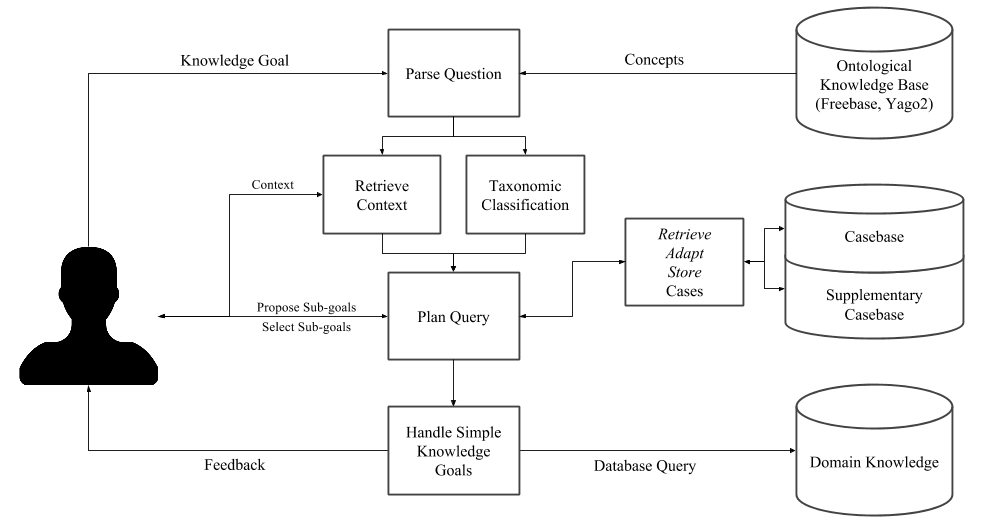 Knowledge Goal
Parse Question
Concepts
Ontological
Knowledge Base
(Freebase, Yago2)
Context
Retrieve
Context
Taxonomic
Classification
Retrieve
Adapt
Store
Cases
Casebase
Supplementary
Casebase
Propose Sub-goals
Select Sub-goals
Plan Query
Handle Simple
Knowledge
Goals
Feedback
Database Query
Domain Knowledge